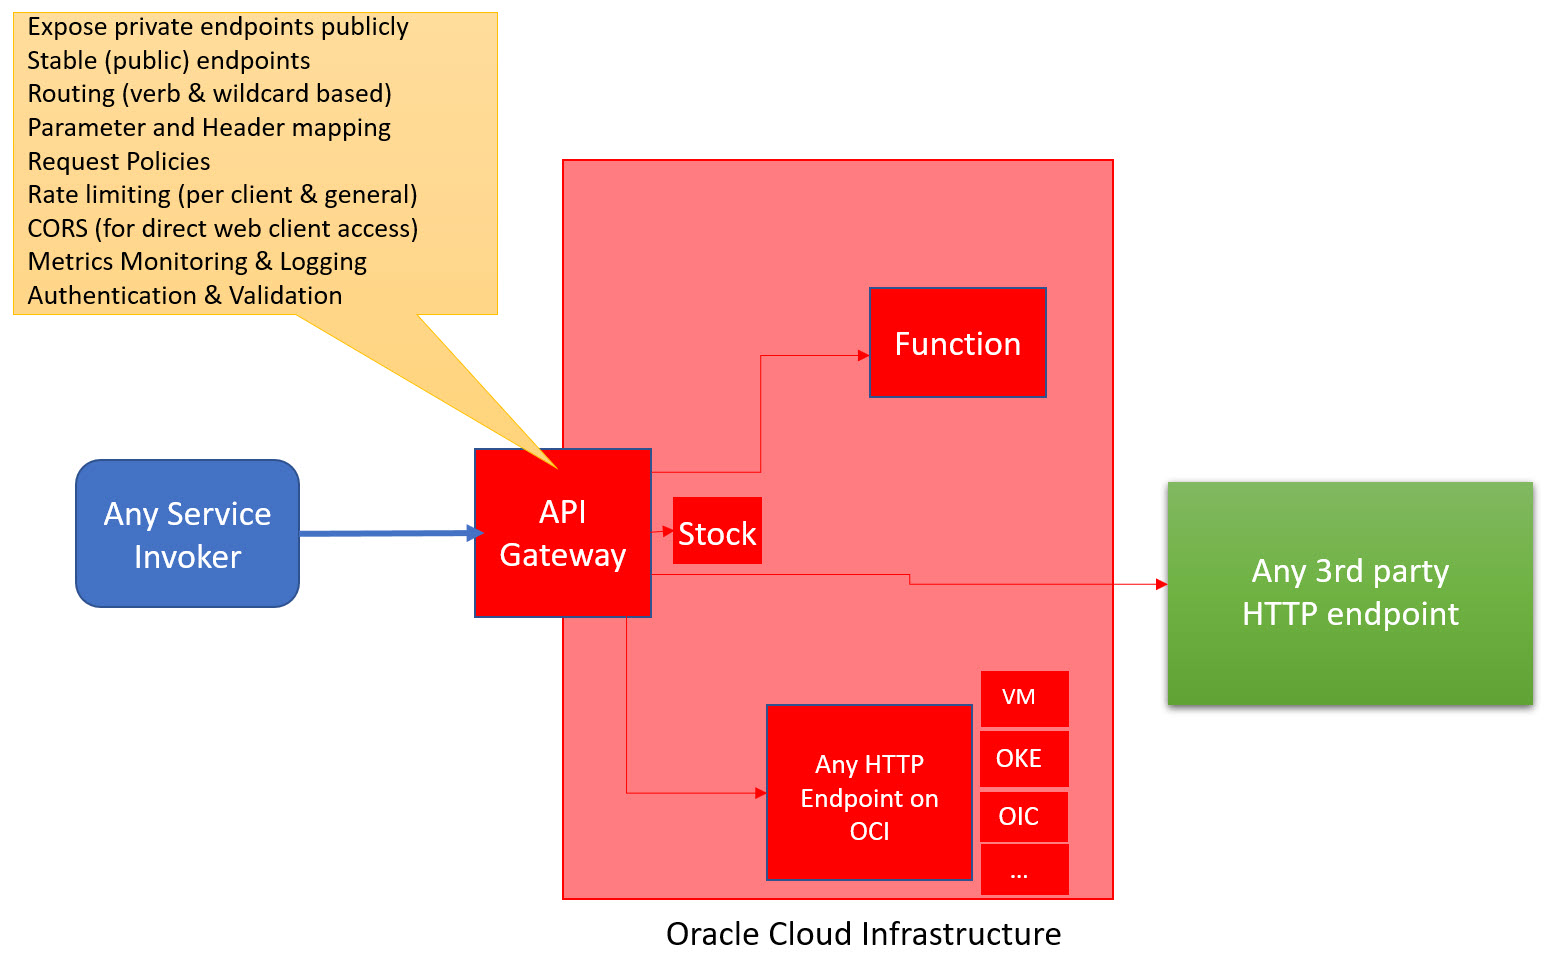 Expose private endpoints publicly
Stable (public) endpoints
Routing (verb & wildcard based)
Parameter and Header mapping
Request Policies
Rate limiting (per client & general)
CORS (for direct web client access)
Metrics Monitoring & Logging
Authentication & Validation
Function
Any Service
Invoker
API
Gateway
Stock
Any 3rd party
HTTP endpoint
Any HTTP
Endpoint on
OCI
VM
OKE
OIC
...
Oracle Cloud Infrastructure